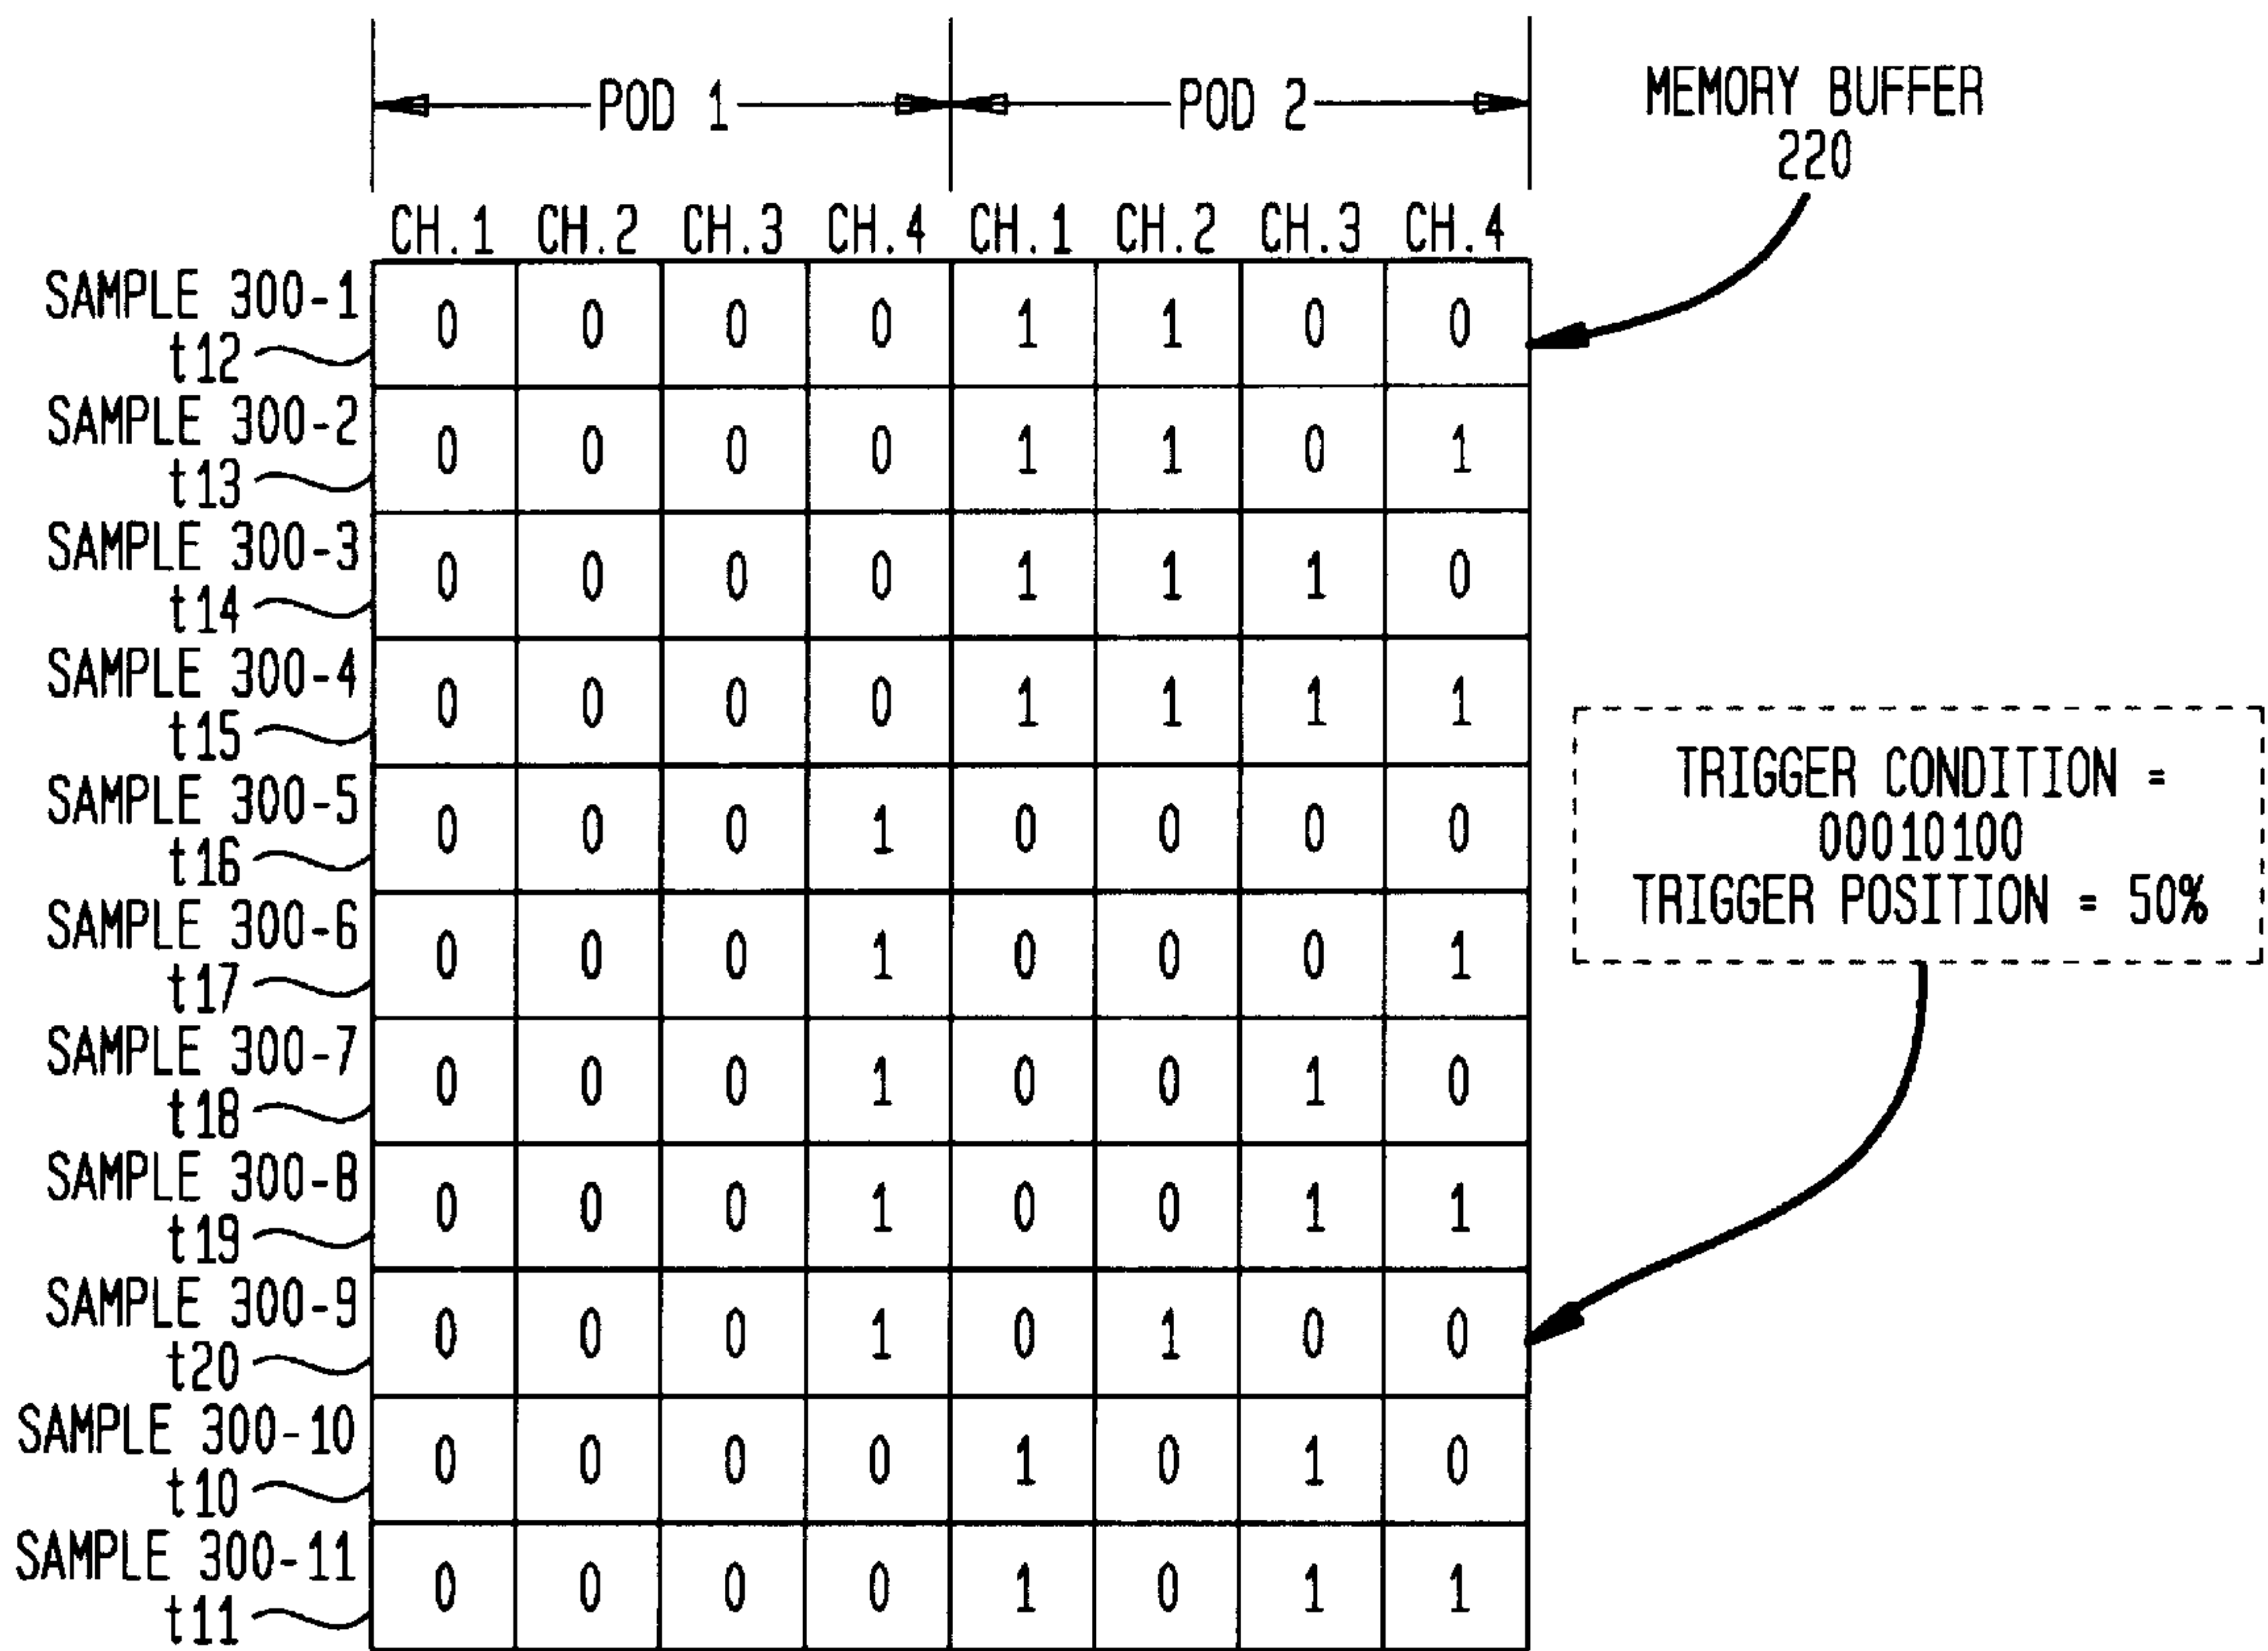 POD 1 POD 2
MEMORY BUFFER
220
CH.1 CH.2 CH.3 CH.4 CH.1 CH.2 CH.3 CH.4
SAMPLE 300-1
t12
0 0 0 0 1 1 0 0
SAMPLE 300-2
t13
0 0 0 0 1 1 0 1
SAMPLE 300-3
t14
0 0 0 0 1 1 1 0
SAMPLE 300-4
t15
0 0 0 0 1 1 1 1
SAMPLE 300-5
t16
0 0 0 1 0 0 0 0
SAMPLE 300-6
t17
0 0 0 1 0 0 0 1
SAMPLE 300-7
t18
0 0 0 1 0 0 1 0
SAMPLE 300-8
t19
0 0 0 1 0 0 1 1
SAMPLE 300-9
t20
0 0 0 1 0 1 0 0
SAMPLE 300-10
t10
0 0 0 0 1 0 1 0
SAMPLE 300-11
t11
0 0 0 0 1 0 1 1
TRIGGER CONDITION =
00010100
TRIGGER POSITION = 50%